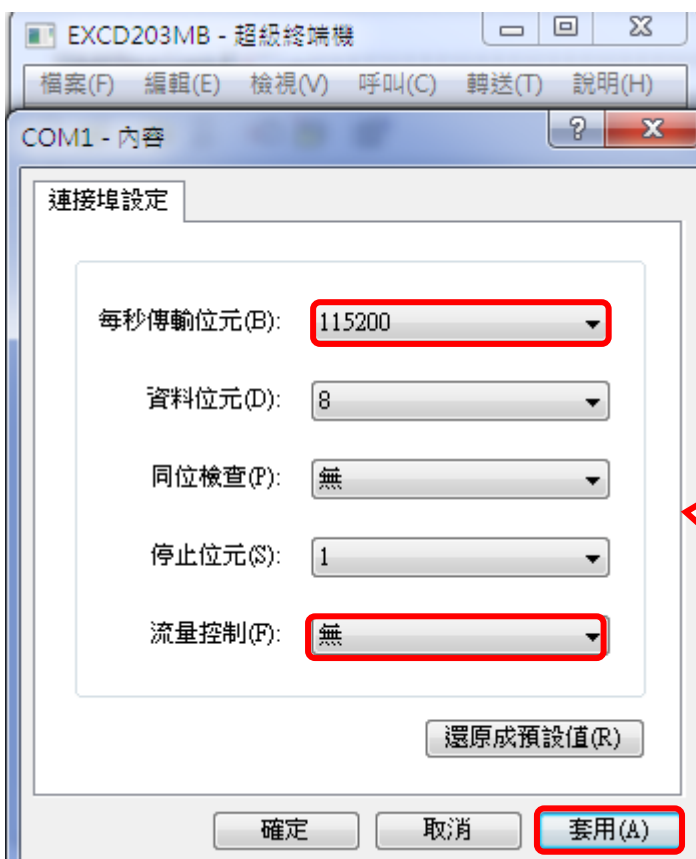 EXCD203MB - 超級終端機
檔案(F) 編輯(E) 檢視(V) 呼叫(C) 轉送(T) 說明(H)
COM1 - 內容
連接埠設定
每秒傳輸位元(B): 115200
資料位元(D): 8
同位檢查(P): 無
停止位元(S): 1
流量控制(F): 無
還原成預設值(R)
確定 取消 套用(A)